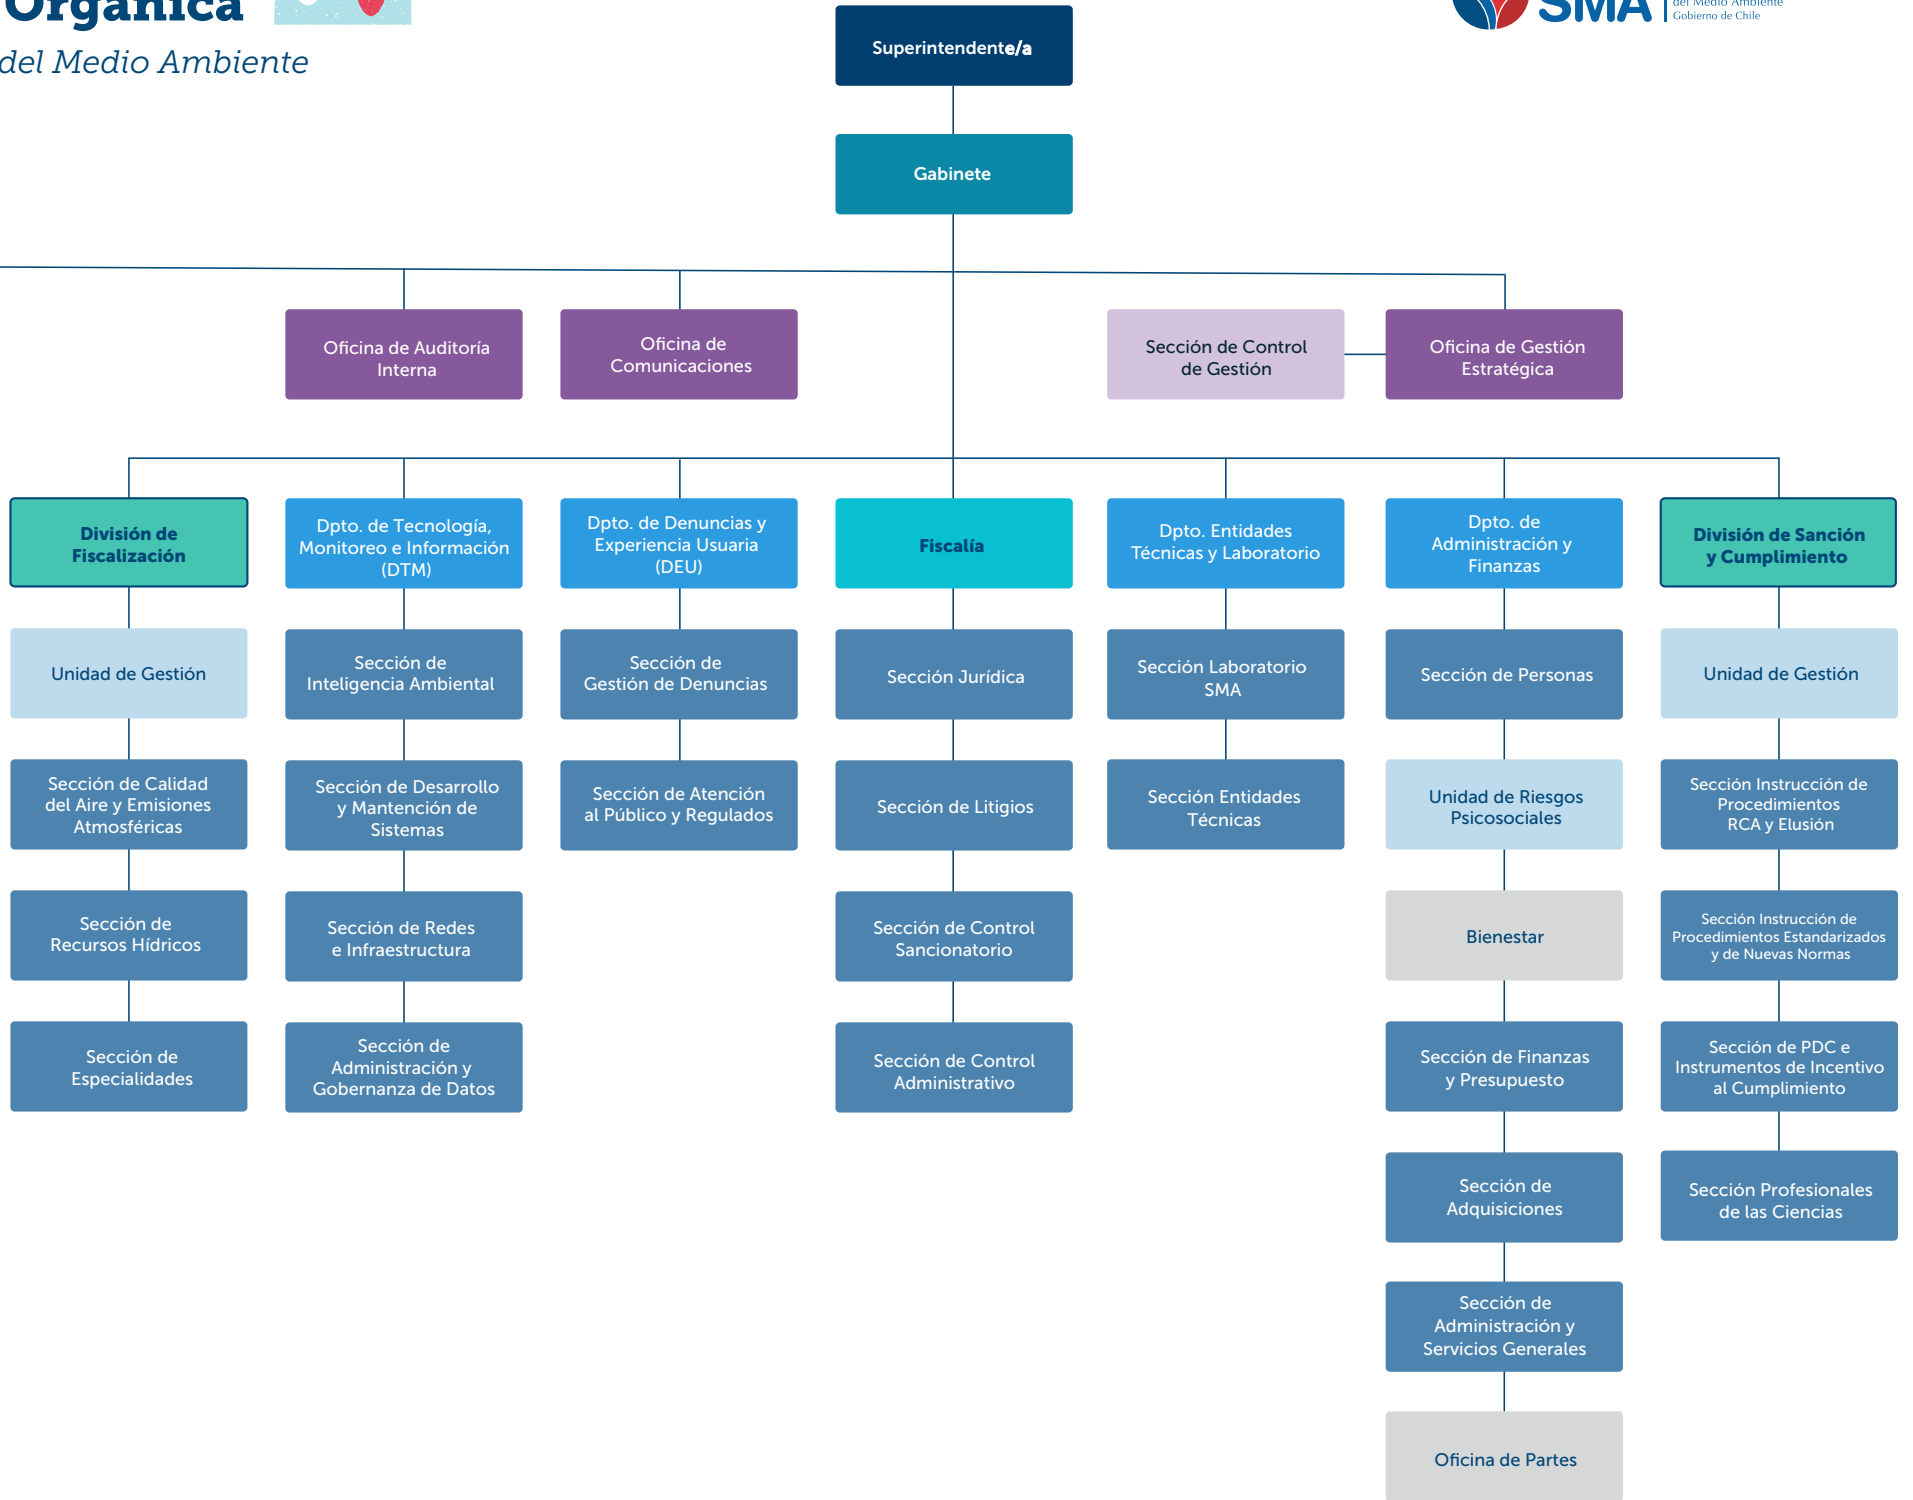 Orgánica
del Medio Ambiente
SMA
del Medio Ambiente
Gobierno de Chile
Superintendente/a
Gabinete
Oficina de Auditoría
Interna
Oficina de
Comunicaciones
Sección de Control
de Gestión
Oficina de Gestión
Estratégica
División de
Fiscalización
Dpto. de Tecnología,
Monitoreo e Información
(DTM)
Dpto. de Denuncias y
Experiencia Usuaria
(DEU)
Fiscalía
Dpto. Entidades
Técnicas y Laboratorio
Dpto. de
Administración y
Finanzas
División de Sanción
y Cumplimiento
Unidad de Gestión
Sección de
Inteligencia Ambiental
Sección de
Gestión de Denuncias
Sección Jurídica
Sección Laboratorio
SMA
Sección de Personas
Unidad de Gestión
Sección de Calidad
del Aire y Emisiones
Atmosféricas
Sección de Desarrollo
y Mantención de
Sistemas
Sección de Atención
al Público y Regulados
Sección de Litigios
Sección Entidades
Técnicas
Unidad de Riesgos
Psicosociales
Sección Instrucción de
Procedimientos
RCA y Elusión
Sección de
Recursos Hídricos
Sección de Redes
e Infraestructura
Sección de Control
Sancionatorio
Bienestar
Sección Instrucción de
Procedimientos Estandarizados
y de Nuevas Normas
Sección de
Especialidades
Sección de
Administración y
Gobernanza de Datos
Sección de Control
Administrativo
Sección de Finanzas
y Presupuesto
Sección de PDC e
Instrumentos de Incentivo
al Cumplimiento
Sección de
Adquisiciones
Sección Profesionales
de las Ciencias
Sección de
Administración y
Servicios Generales
Oficina de Partes